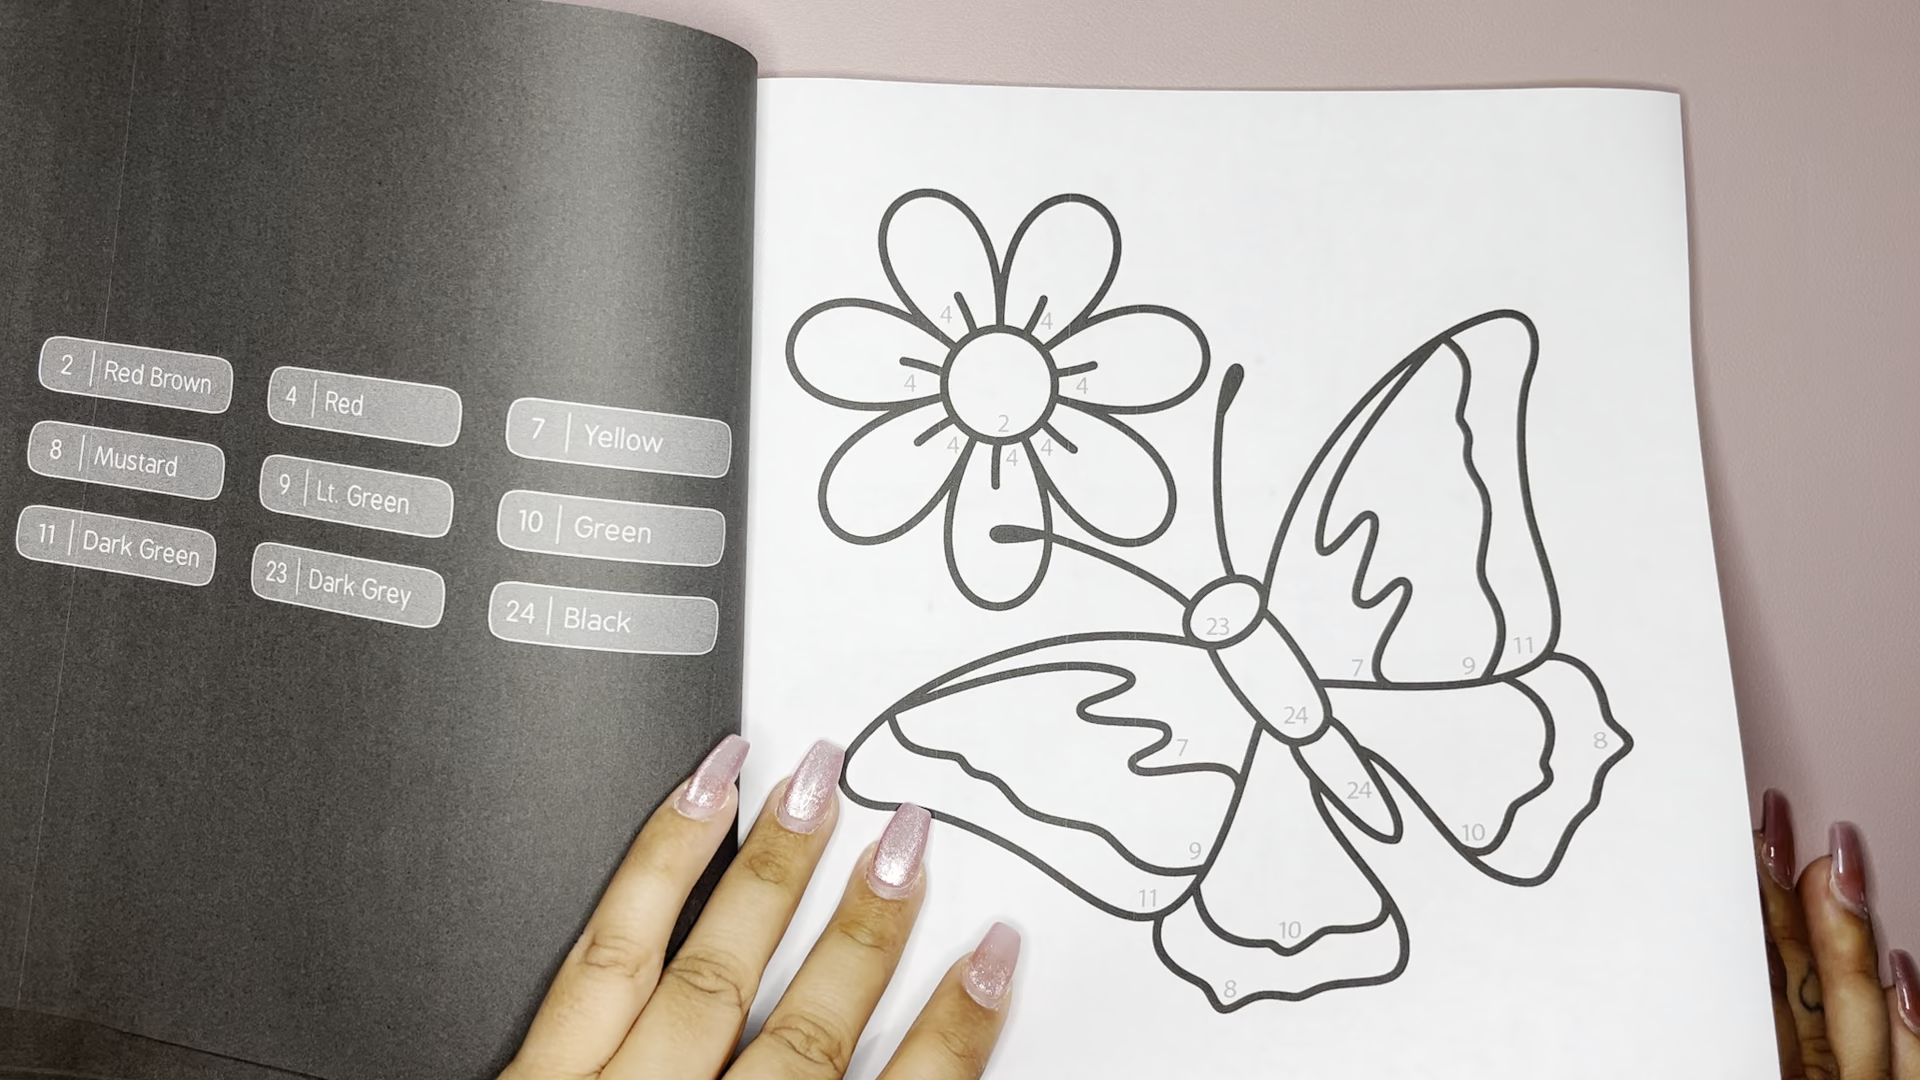 2 | Red Brown
4 | Red
7 | Yellow
8 | Mustard
9 | Lt. Green
10 | Green
11 | Dark Green
23 | Dark Grey
24 | Black
4
4
4
4
2
4
4
4
23
11
7
9
24
8
7
24
10
9
11
10
8